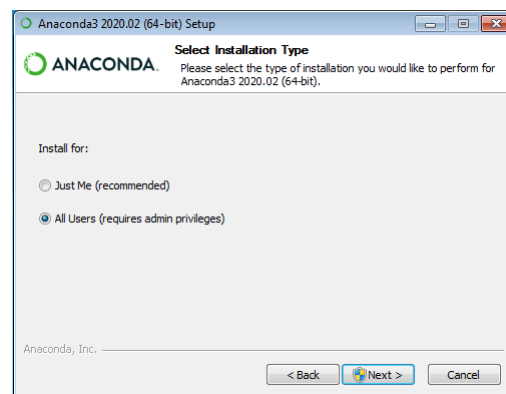 Anaconda3 2020.02 (64-bit) Setup
ANACONDA.
Select Installation Type
Please select the type of installation you would like to perform for
Anaconda3 2020.02 (64-bit).
Install for:
Just Me (recommended)
All Users (requires admin privileges)
Anaconda, Inc.
< Back
Next >
Cancel